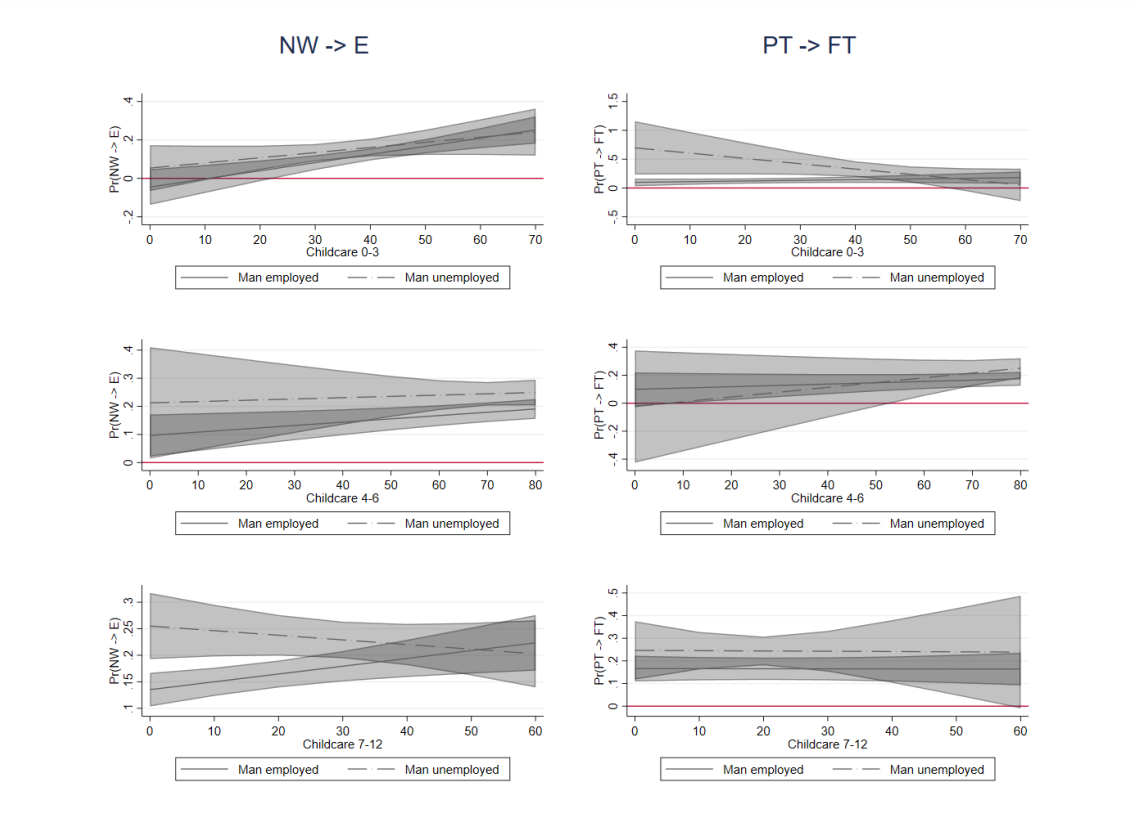 NW -> E
PT -> FT
Pr(NW -> E)
-.2 0 .2 .4
0 10 20 30 40 50 60 70
Childcare 0-3
Man employed Man unemployed
Pr(PT -> FT)
-.5 0 .5 1 1.5
0 10 20 30 40 50 60 70
Childcare 0-3
Man employed Man unemployed
Pr(NW -> E)
0 .1 .2 .3 .4
0 10 20 30 40 50 60 70 80
Childcare 4-6
Man employed Man unemployed
Pr(PT -> FT)
-.4 -.2 0 .2 .4
0 10 20 30 40 50 60 70 80
Childcare 4-6
Man employed Man unemployed
Pr(NW -> E)
.1 .15 .2 .25 .3
0 10 20 30 40 50 60
Childcare 7-12
Man employed Man unemployed
Pr(PT -> FT)
0 .1 .2 .3 .4 .5
0 10 20 30 40 50 60
Childcare 7-12
Man employed Man unemployed